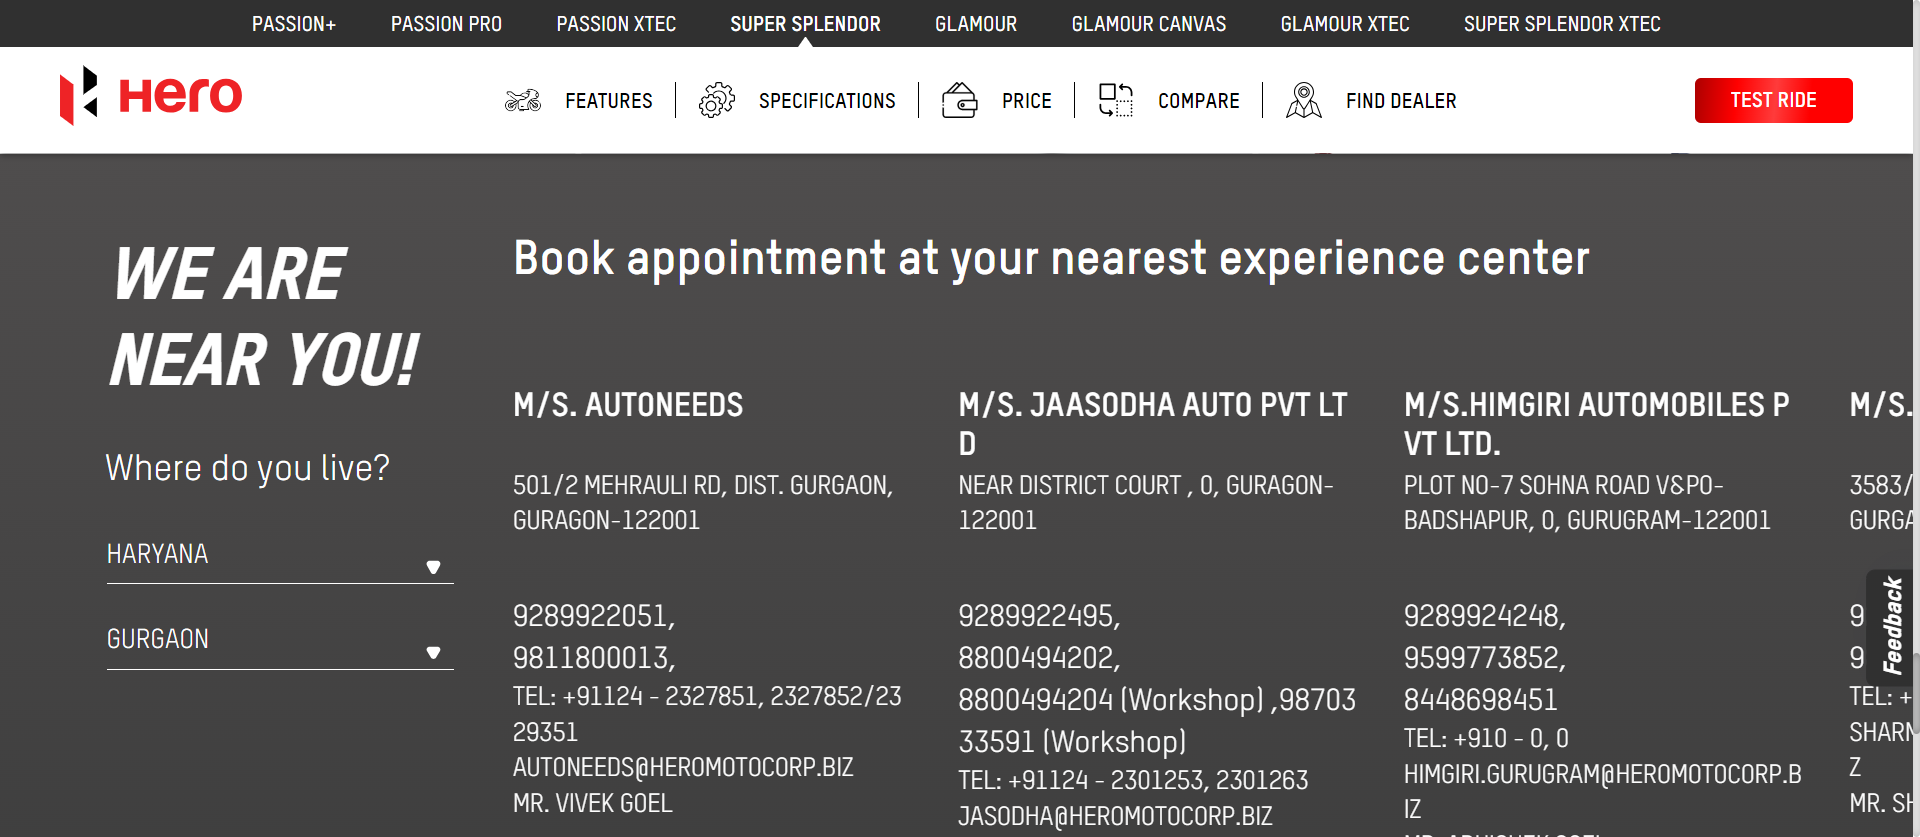 PASSION+ PASSION PRO PASSION XTEC SUPER SPLENDOR GLAMOUR GLAMOUR CANVAS GLAMOUR XTEC SUPER SPLENDOR XTEC
Hero
FEATURES SPECIFICATIONS PRICE COMPARE FIND DEALER TEST RIDE
WE ARE
NEAR YOU!
Where do you live?
HARYANA
GURGAON
Book appointment at your nearest experience center
M/S. AUTONEEDS
501/2 MEHRAULI RD, DIST. GURGAON,
GURAGON-122001
9289922051,
9811800013,
TEL: +91124 - 2327851, 2327852/23
29351
AUTONEEDS@HEROMOTOCORP.BIZ
MR. VIVEK GOEL
M/S. JAASODHA AUTO PVT LT
D
NEAR DISTRICT COURT , 0, GURAGON-
122001
9289922495,
8800494202,
8800494204 (Workshop) ,98703
33591 (Workshop)
TEL: +91124 - 2301253, 2301263
JASODHA@HEROMOTOCORP.BIZ
M/S.HIMGIRI AUTOMOBILES P
VT LTD.
PLOT NO-7 SOHNA ROAD V&PO-
BADSHAPUR, 0, GURUGRAM-122001
9289924248,
9599773852,
8448698451
TEL: +910 - 0, 0
HIMGIRI.GURUGRAM@HEROMOTOCORP.B
IZ
M/S.
3583/
GURGA
9
9
TEL: +
SHARM
Z
MR. SH
Feedback